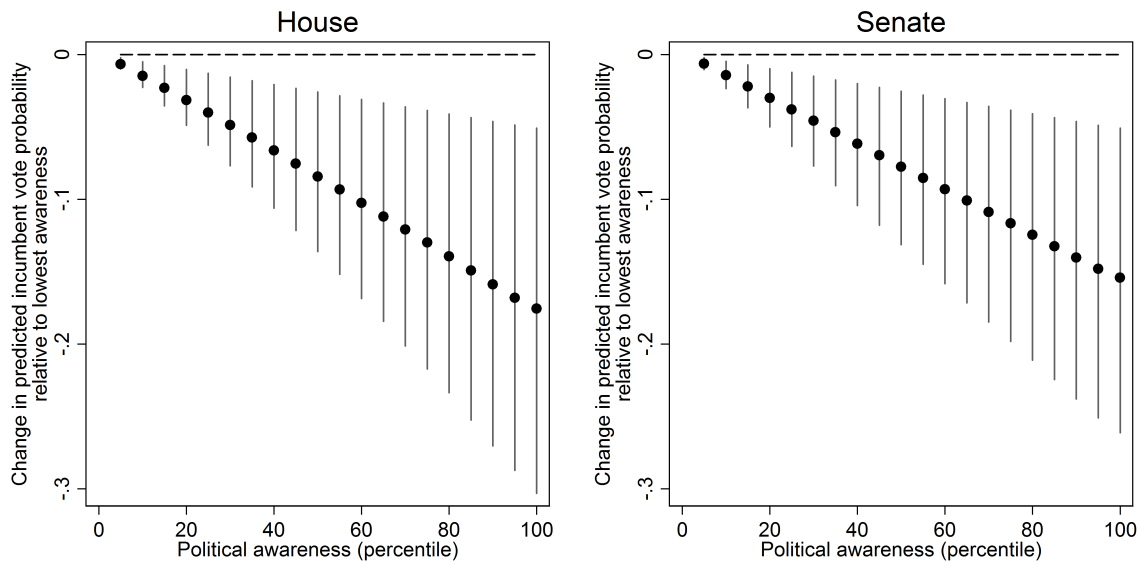 House
Change in predicted incumbent vote probability
relative to lowest awareness
0
-.1
-.2
-.3
0 20 40 60 80 100
Political awareness (percentile)
Senate
Change in predicted incumbent vote probability
relative to lowest awareness
0
-.1
-.2
-.3
0 20 40 60 80 100
Political awareness (percentile)